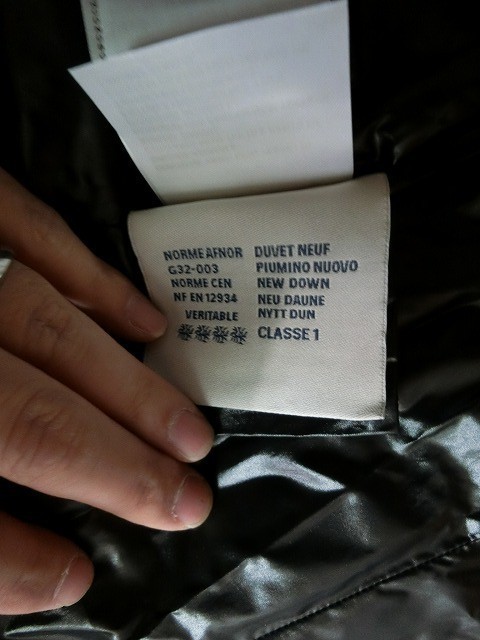 NORME AFNOR
G32-003
NORME CEN
NF EN 12934
VERITABLE
DUVET NEUF
PIUMINO NUOVO
NEW DOWN
NEU DAUNE
NYTT DUN
CLASSE 1